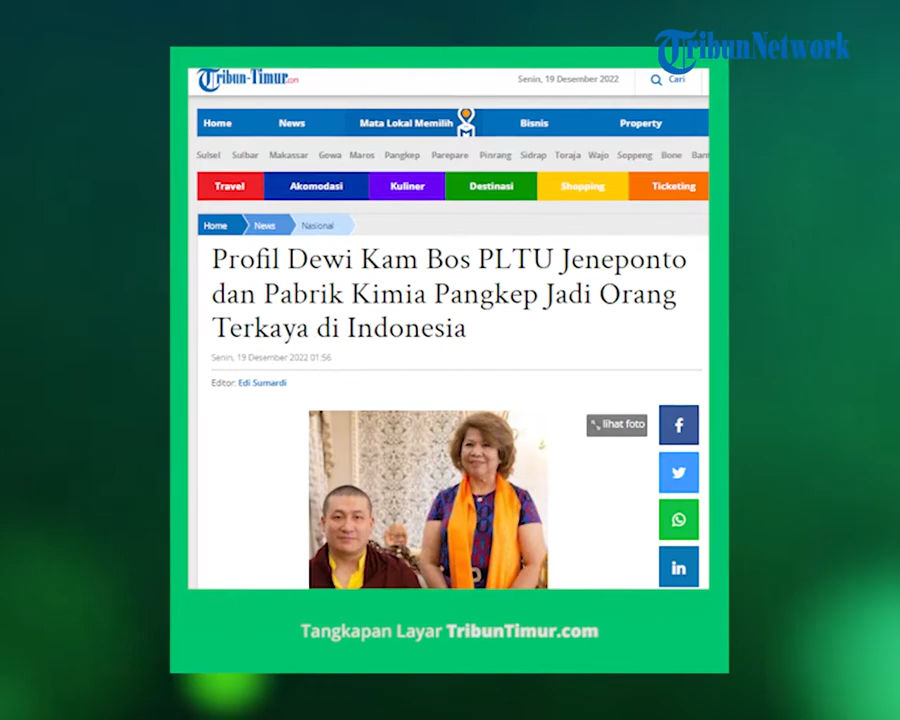 TribunNetwork
Tribun-Timur.com
Senin, 19 Desember 2022
Cari
Home News Mata Lokal Memilih M Bisnis Property
Sulsel Sulbar Makassar Gowa Maros Pangkep Parepare Pinrang Sidrap Toraja Wajo Soppeng Bone Ban
Travel Akomodasi Kuliner Destinasi Shopping Ticketing
Home News Nasional
Profil Dewi Kam Bos PLTU Jeneponto
dan Pabrik Kimia Pangkep Jadi Orang
Terkaya di Indonesia
Senin, 19 Desember 2022 01:56
Editor: Edi Sumardi
lihat foto
f
in
Tangkapan Layar TribunTimur.com